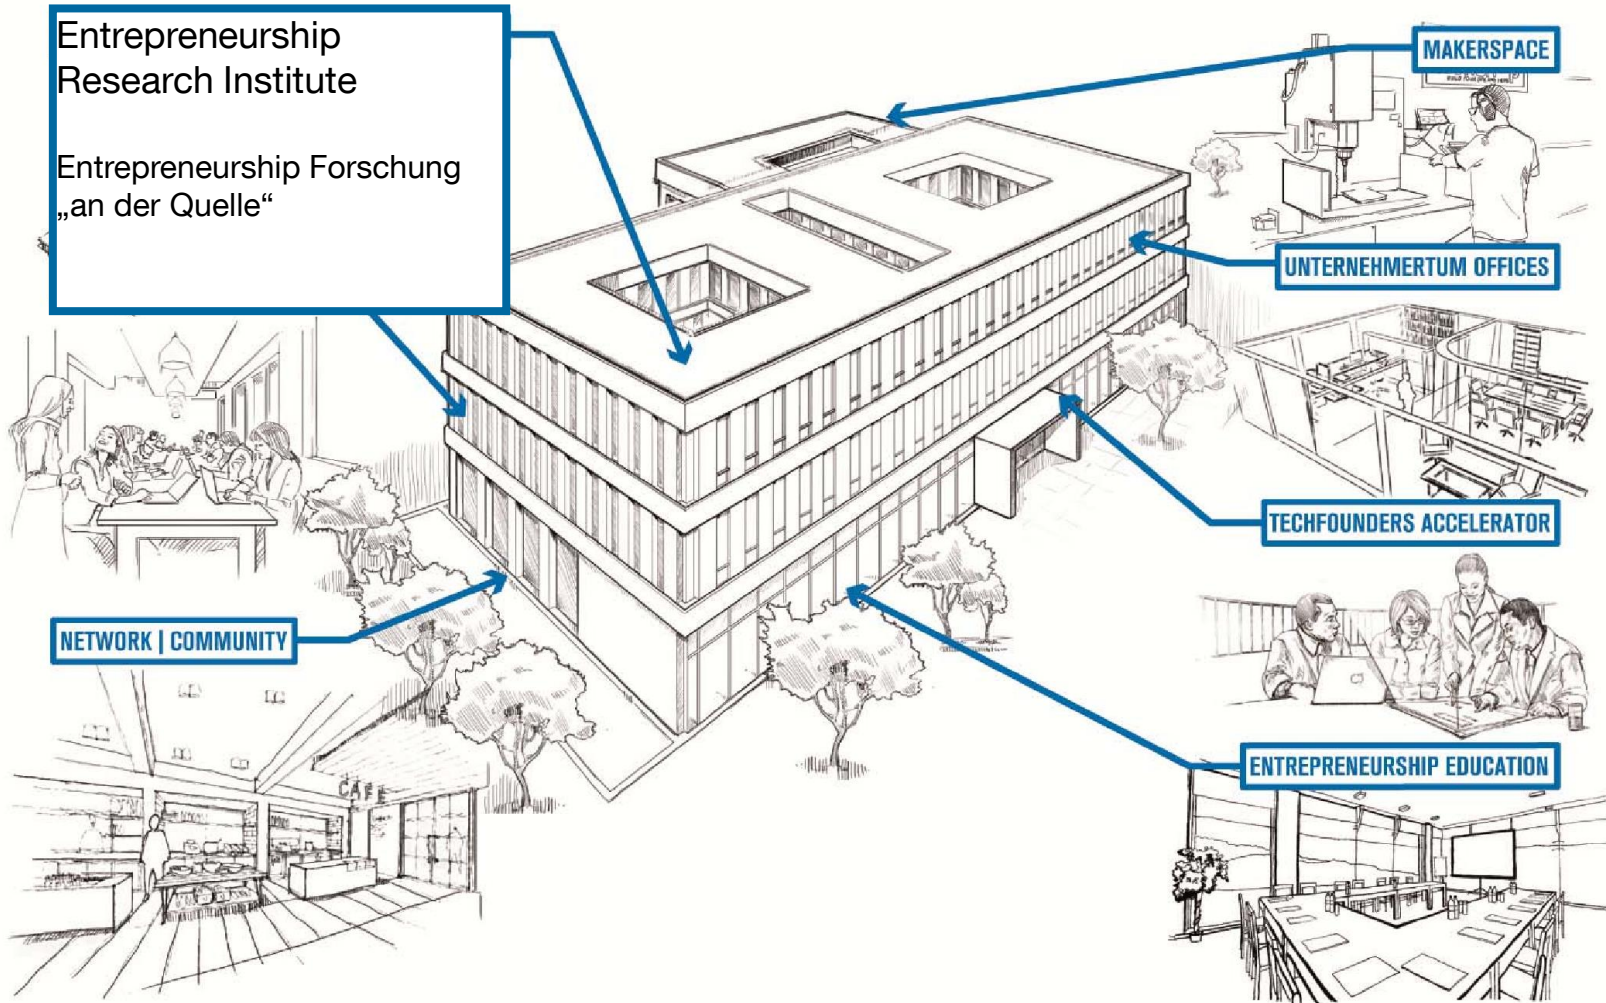 Entrepreneurship
Research Institute
Entrepreneurship Forschung
„an der Quelle“
MAKERSPACE
UNTERNEHMERTUM OFFICES
TECHFOUNDERS ACCELERATOR
NETWORK | COMMUNITY
ENTREPRENEURSHIP EDUCATION
CAFE